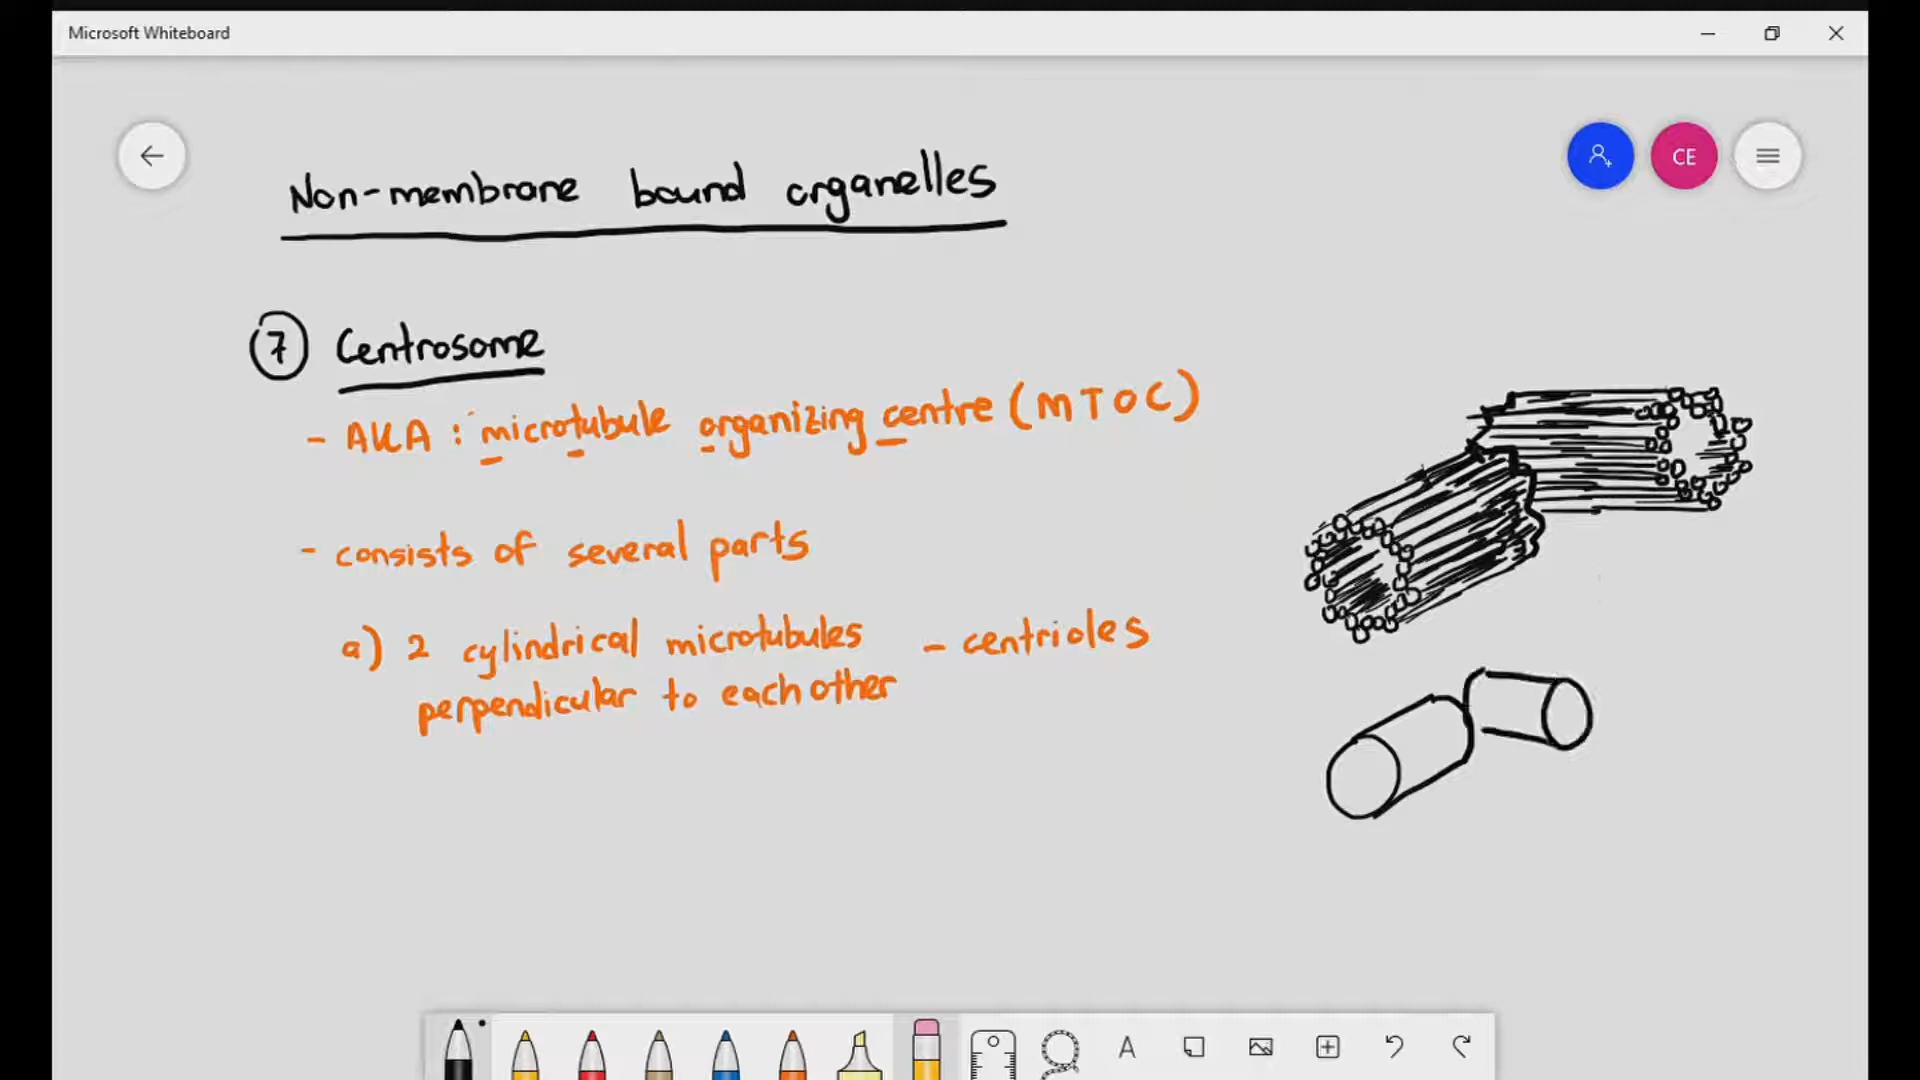 Microsoft Whiteboard
CE
Non-membrane bound organelles
7 Centrosome
- AKA : microtubule organizing centre (MTOC)
- consists of several parts
a) 2 cylindrical microtubules - centrioles
perpendicular to each other